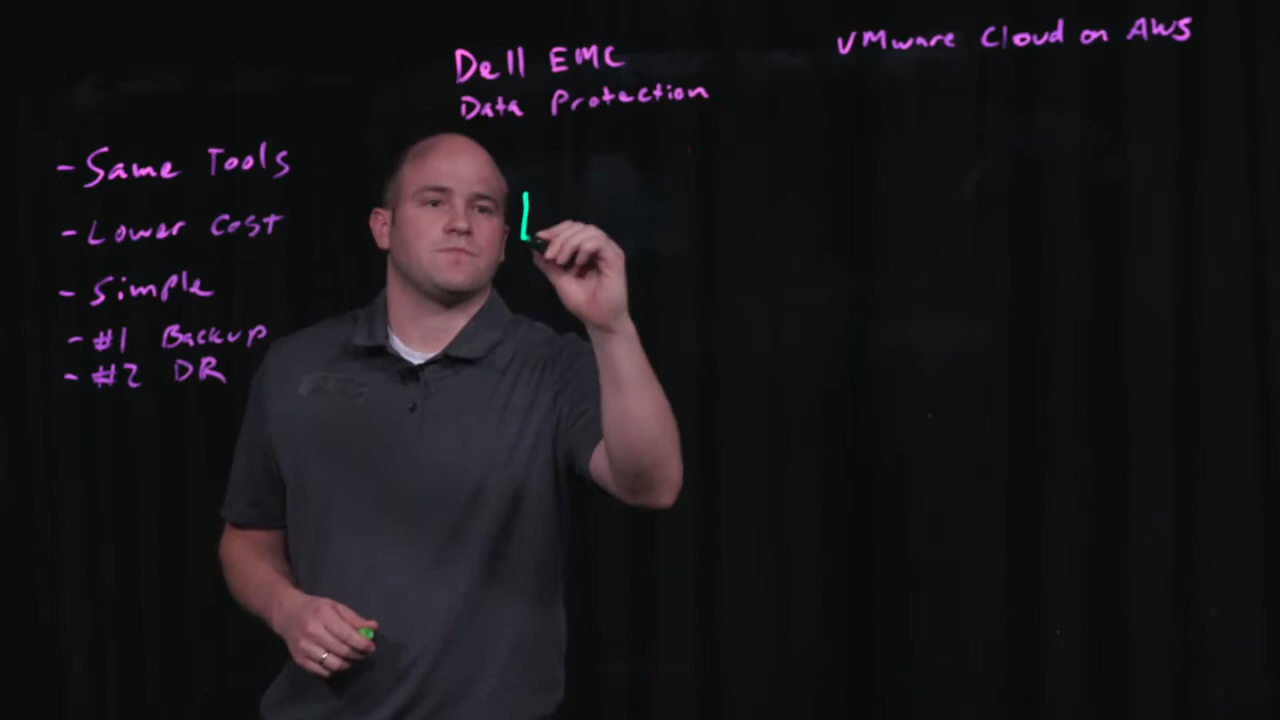 Dell EMC
Data Protection
VMware Cloud on AWS
- Same Tools
- Lower Cost
- Simple
- #1 Backup
- #2 DR